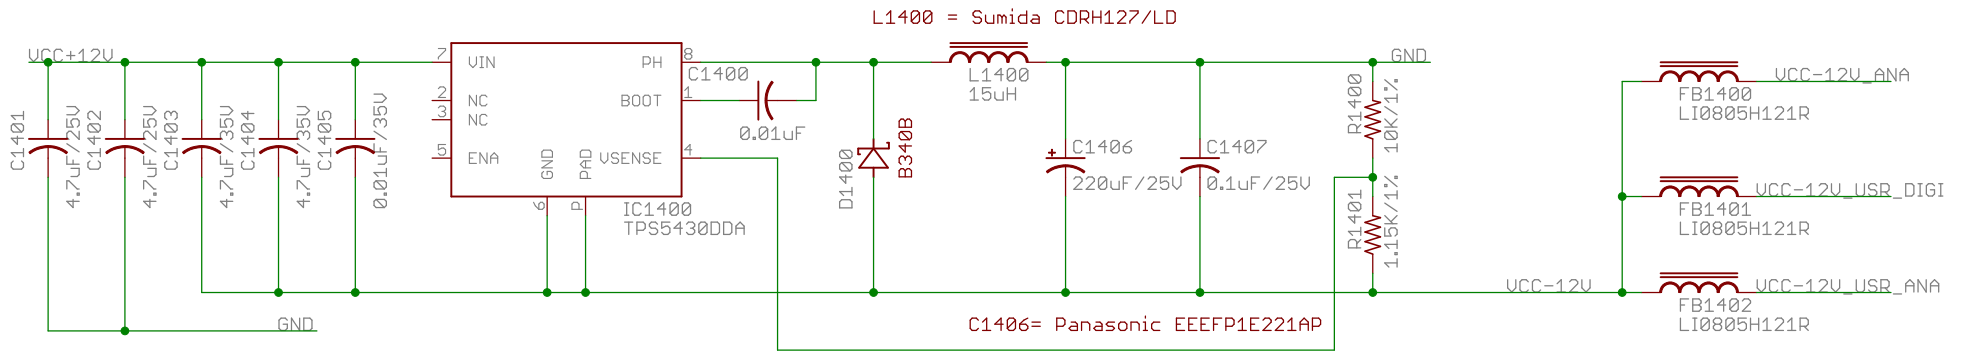 L1400 = Sumida CDRH127/LD
VCC+12V
C1401
4.7uF/25V
C1402
4.7uF/25V
C1403
4.7uF/35V
C1404
4.7uF/35V
C1405
0.01uF/35V
GND
7
2
3
5
VIN
NC
NC
ENA
GND
PAD
PH
BOOT
VSENSE
8
1
4
6
P
IC1400
TPS5430DDA
C1400
0.01uF
D1400
B340B
L1400
15uH
C1406
220uF/25V
C1407
0.1uF/25V
C1406= Panasonic EEEFP1E221AP
GND
R1400
10K/1%
R1401
1.15K/1%
VCC-12V
VCC-12V_ANA
FB1400
LI0805H121R
VCC-12V_USR_DIGI
FB1401
LI0805H121R
VCC-12V_USR_ANA
FB1402
LI0805H121R